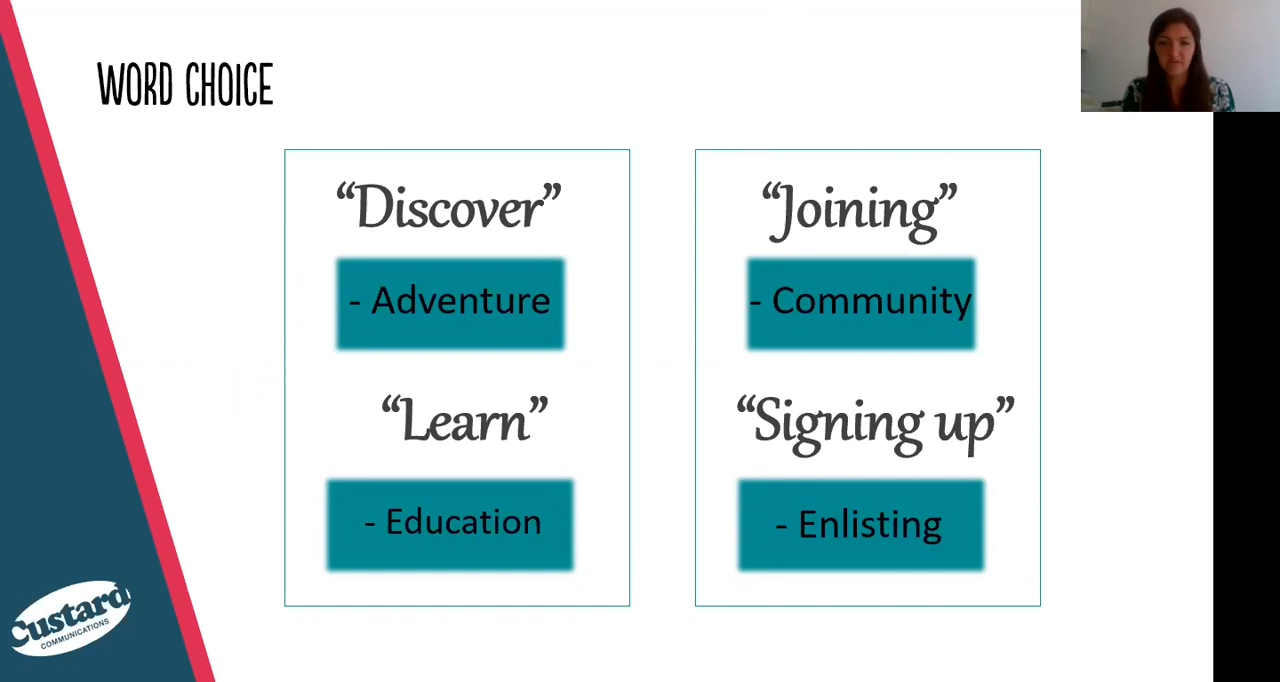 WORD CHOICE
“Discover”
- Adventure
“Learn”
- Education
“Joining”
- Community
“Signing up”
- Enlisting
Custard
COMMUNICATIONS